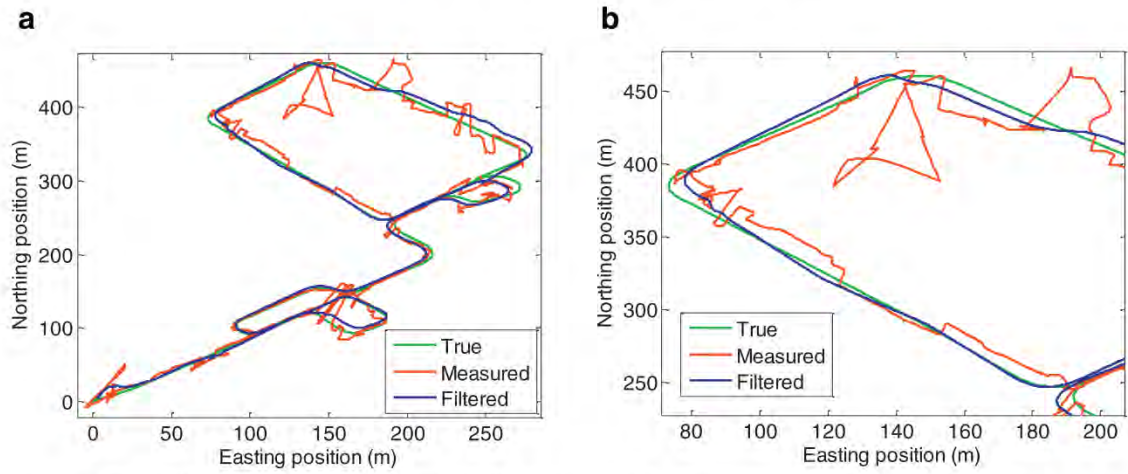 a
400
300
200
100
0
Northing position (m)
True
Measured
Filtered
0 50 100 150 200 250
Easting position (m)
b
450
400
350
300
250
Northing position (m)
True
Measured
Filtered
80 100 120 140 160 180 200
Easting position (m)